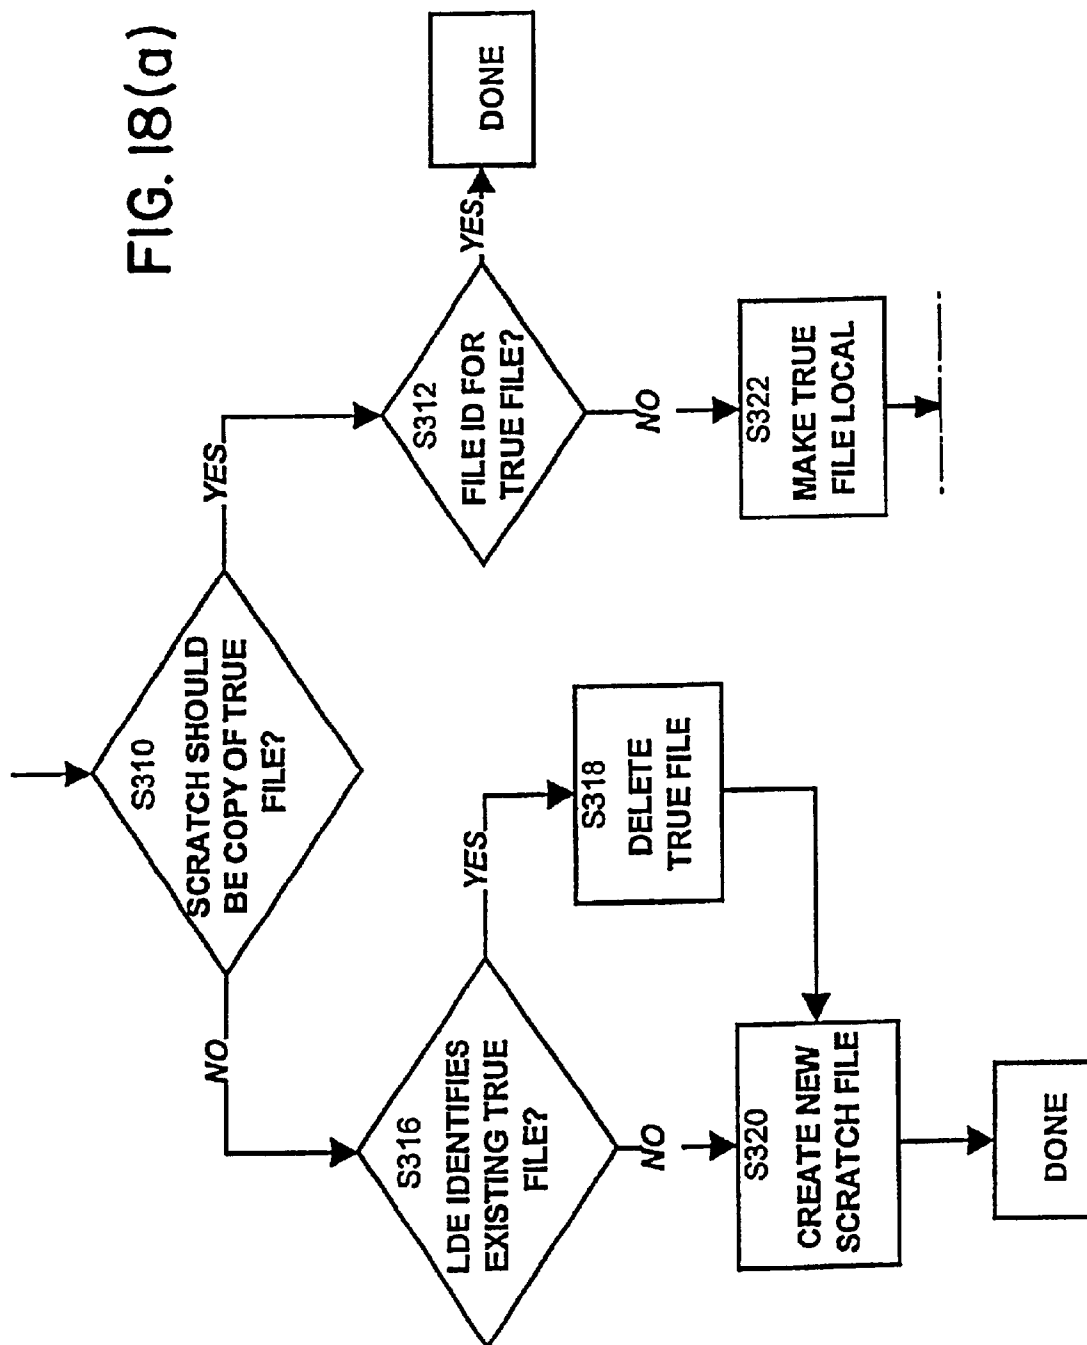 FIG. 18(a)
S310
SCRATCH SHOULD
BE COPY OF TRUE
FILE?
NO
YES
S316
LDE IDENTIFIES
EXISTING TRUE
FILE?
YES
NO
S318
DELETE
TRUE FILE
S320
CREATE NEW
SCRATCH FILE
DONE
S312
FILE ID FOR
TRUE FILE?
YES
DONE
NO
S322
MAKE TRUE
FILE LOCAL